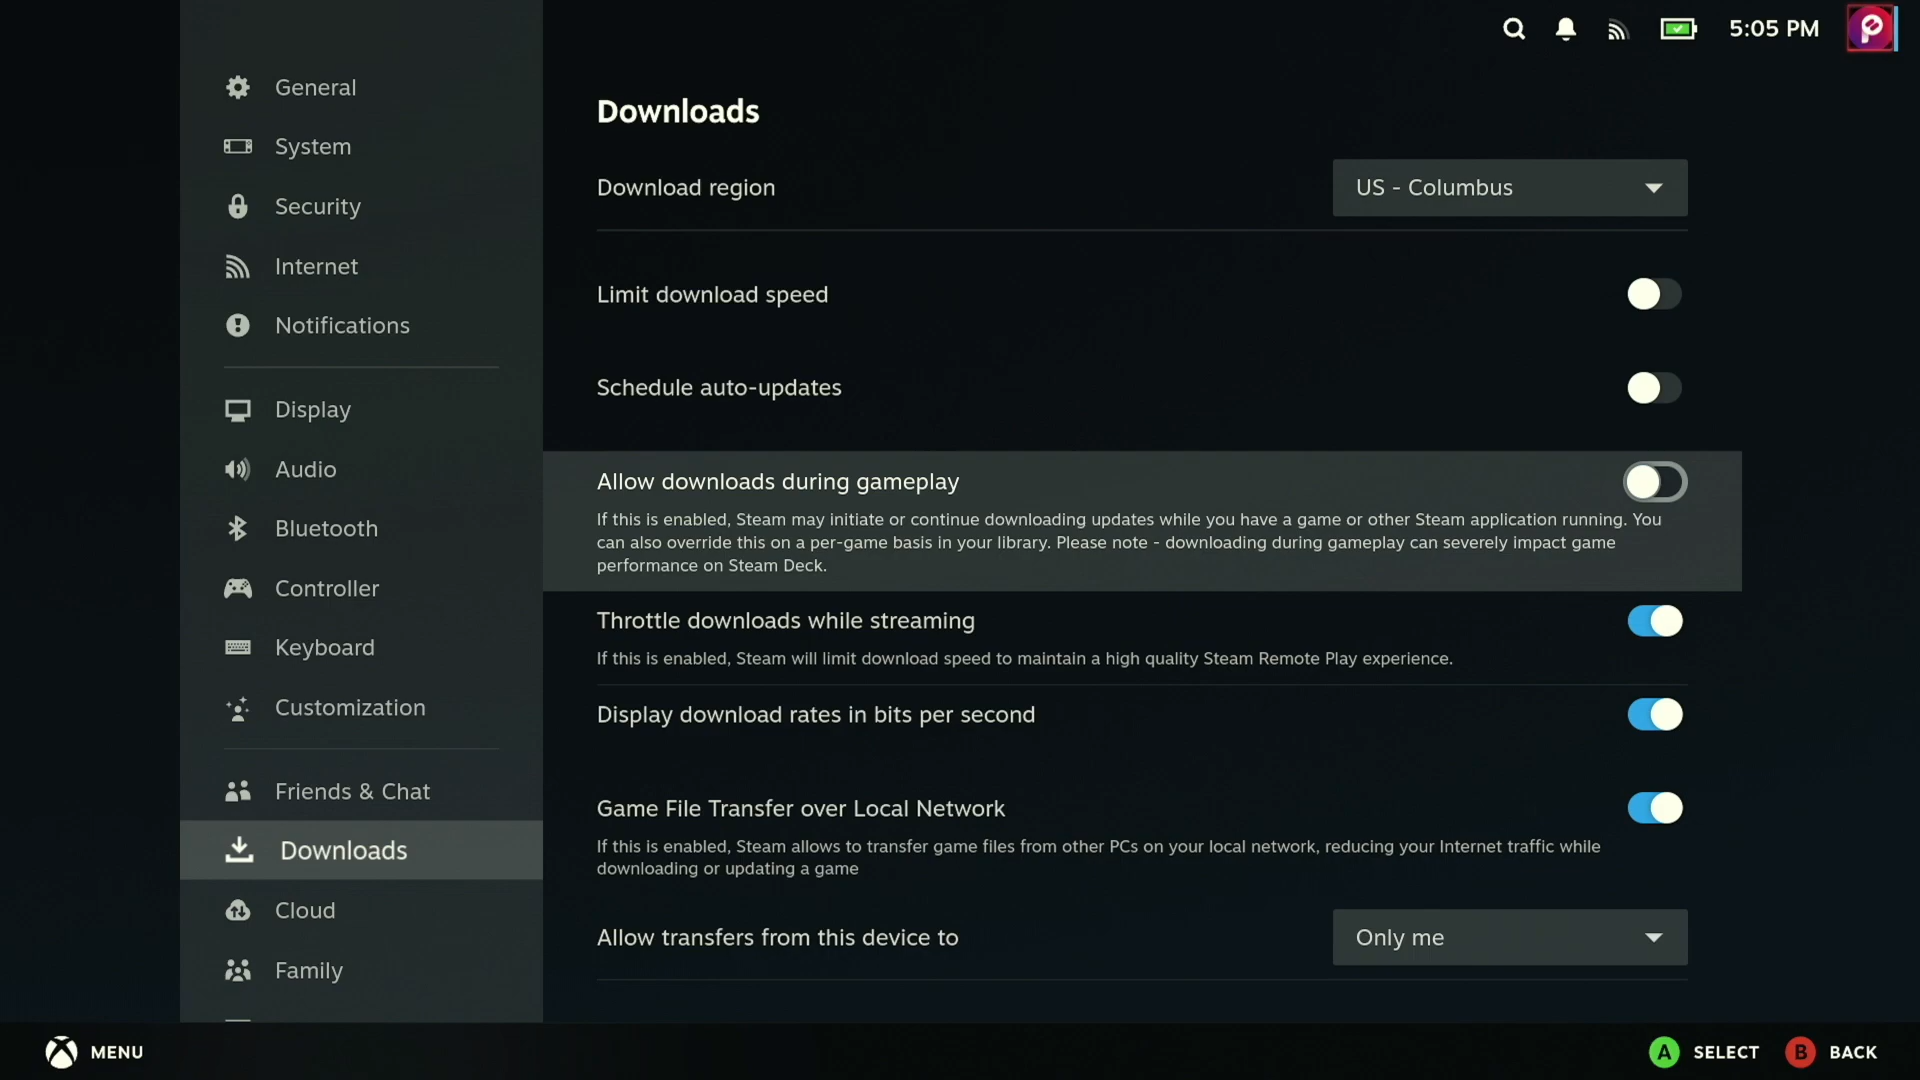 5:05 PM
General
System
Security
Internet
Notifications
Display
Audio
Bluetooth
Controller
Keyboard
Customization
Friends & Chat
Downloads
Cloud
Family
Downloads
Download region
US - Columbus
Limit download speed
Schedule auto-updates
Allow downloads during gameplay
If this is enabled, Steam may initiate or continue downloading updates while you have a game or other Steam application running. You
can also override this on a per-game basis in your library. Please note - downloading during gameplay can severely impact game
performance on Steam Deck.
Throttle downloads while streaming
If this is enabled, Steam will limit download speed to maintain a high quality Steam Remote Play experience.
Display download rates in bits per second
Game File Transfer over Local Network
If this is enabled, Steam allows to transfer game files from other PCs on your local network, reducing your Internet traffic while
downloading or updating a game
Allow transfers from this device to
Only me
MENU
A SELECT
B BACK